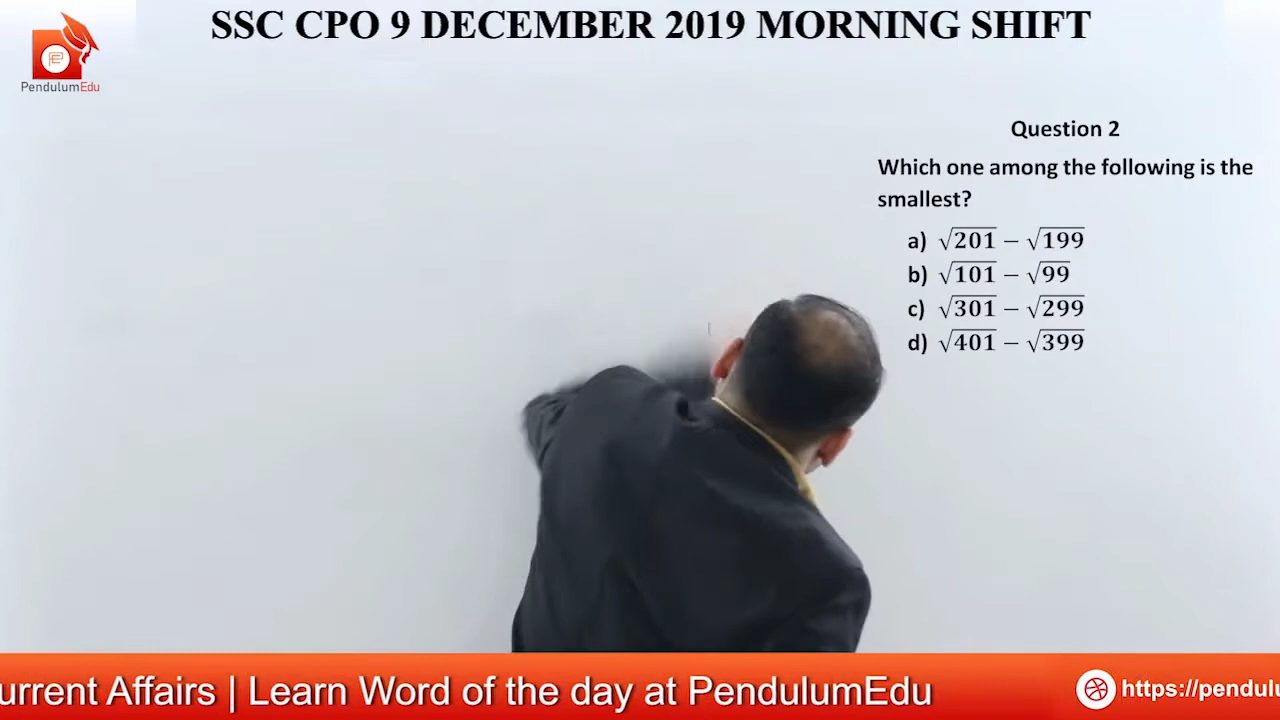 SSC CPO 9 DECEMBER 2019 MORNING SHIFT
PendulumEdu
Question 2
Which one among the following is the
smallest?
a) √201 − √199
b) √101 − √99
c) √301 − √299
d) √401 − √399
urrent Affairs | Learn Word of the day at PendulumEdu
https://pendulu